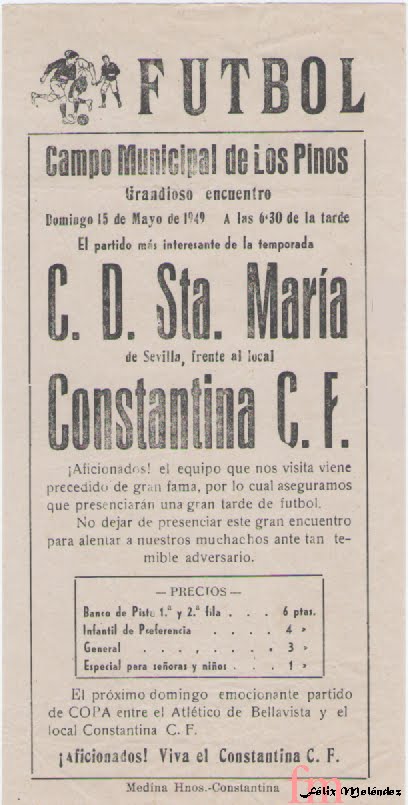 FUTBOL
Campo Municipal de Los Pinos
Grandioso encuentro
Domingo 15 de Mayo de 1949 A las 6'30 de la tarde
El partido más interesante de la temporada
C. D. Sta. María
de Sevilla, frente al local
Constantina C. F.
¡Aficionados! el equipo que nos visita viene
precedido de gran fama, por lo cual aseguramos
que presenciarán una gran tarde de futbol.
No dejar de presenciar este gran encuentro
para alentar a nuestros muchachos ante tan te-
mible adversario.
— PRECIOS —
Banco de Pista 1.ª y 2.ª fila . . . 6 ptas.
Infantil de Preferencia . . . . 4 »
General . . . . . . . 3 »
Especial para señoras y niños . . . 1 »
El próximo domingo emocionante partido
de COPA entre el Atlético de Bellavista y el
local Constantina C. F.
¡Aficionados! Viva el Constantina C. F.
Medina Hnos.-Constantina
fm
Félix Meléndez